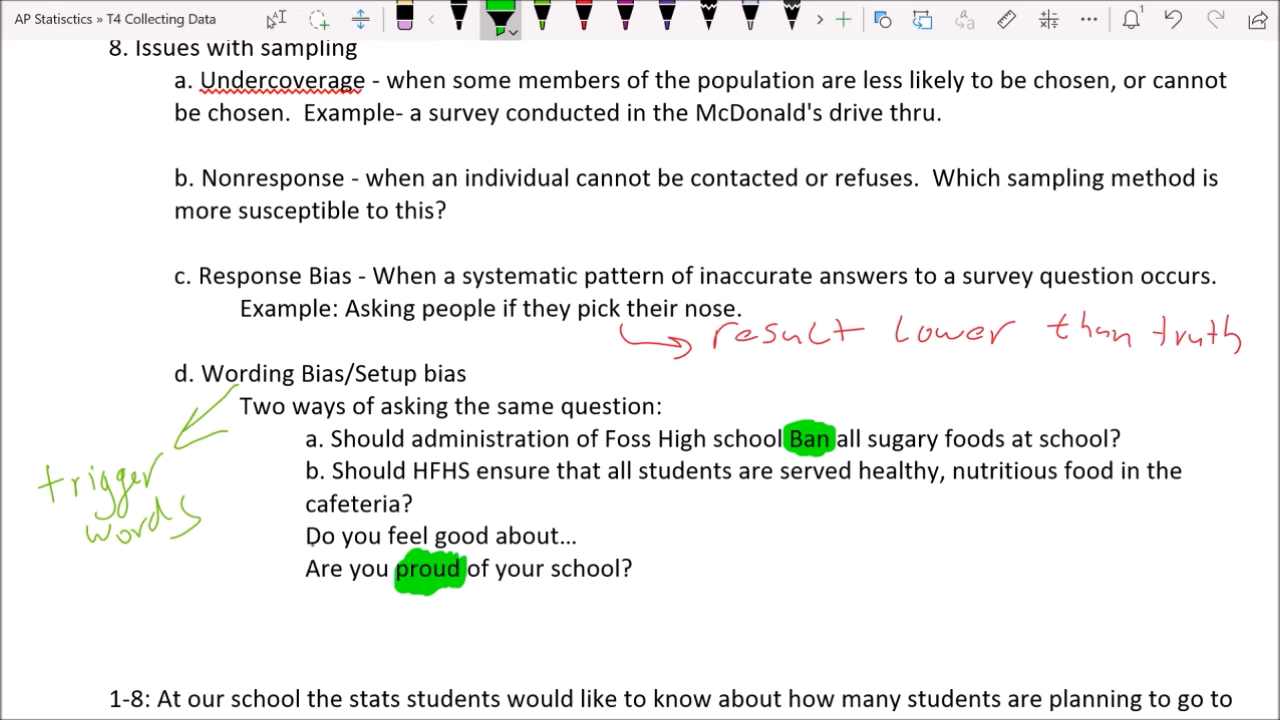 AP Statisctics » T4 Collecting Data
8. Issues with sampling
a. Undercoverage - when some members of the population are less likely to be chosen, or cannot
be chosen.  Example- a survey conducted in the McDonald's drive thru.
b. Nonresponse - when an individual cannot be contacted or refuses.  Which sampling method is
more susceptible to this?
c. Response Bias - When a systematic pattern of inaccurate answers to a survey question occurs.
Example: Asking people if they pick their nose.
result lower than truth
d. Wording Bias/Setup bias
Two ways of asking the same question:
a. Should administration of Foss High school Ban all sugary foods at school?
b. Should HFHS ensure that all students are served healthy, nutritious food in the
cafeteria?
trigger
words
Do you feel good about...
Are you proud of your school?
1-8: At our school the stats students would like to know about how many students are planning to go to